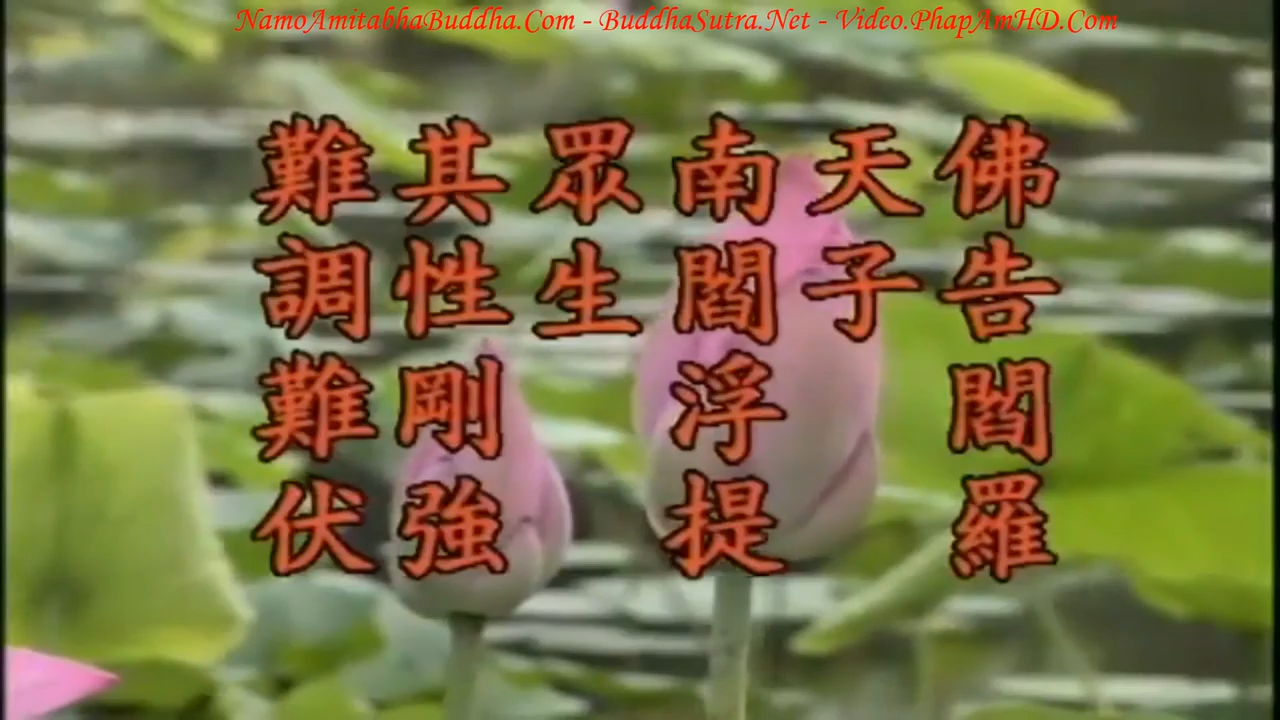 NamoAmitabhaBuddha.Com - BuddhaSutra.Net - Video.PhapAmHD.Com
佛告閻羅
天子
南閻浮提
眾生
其性剛強
難調難伏